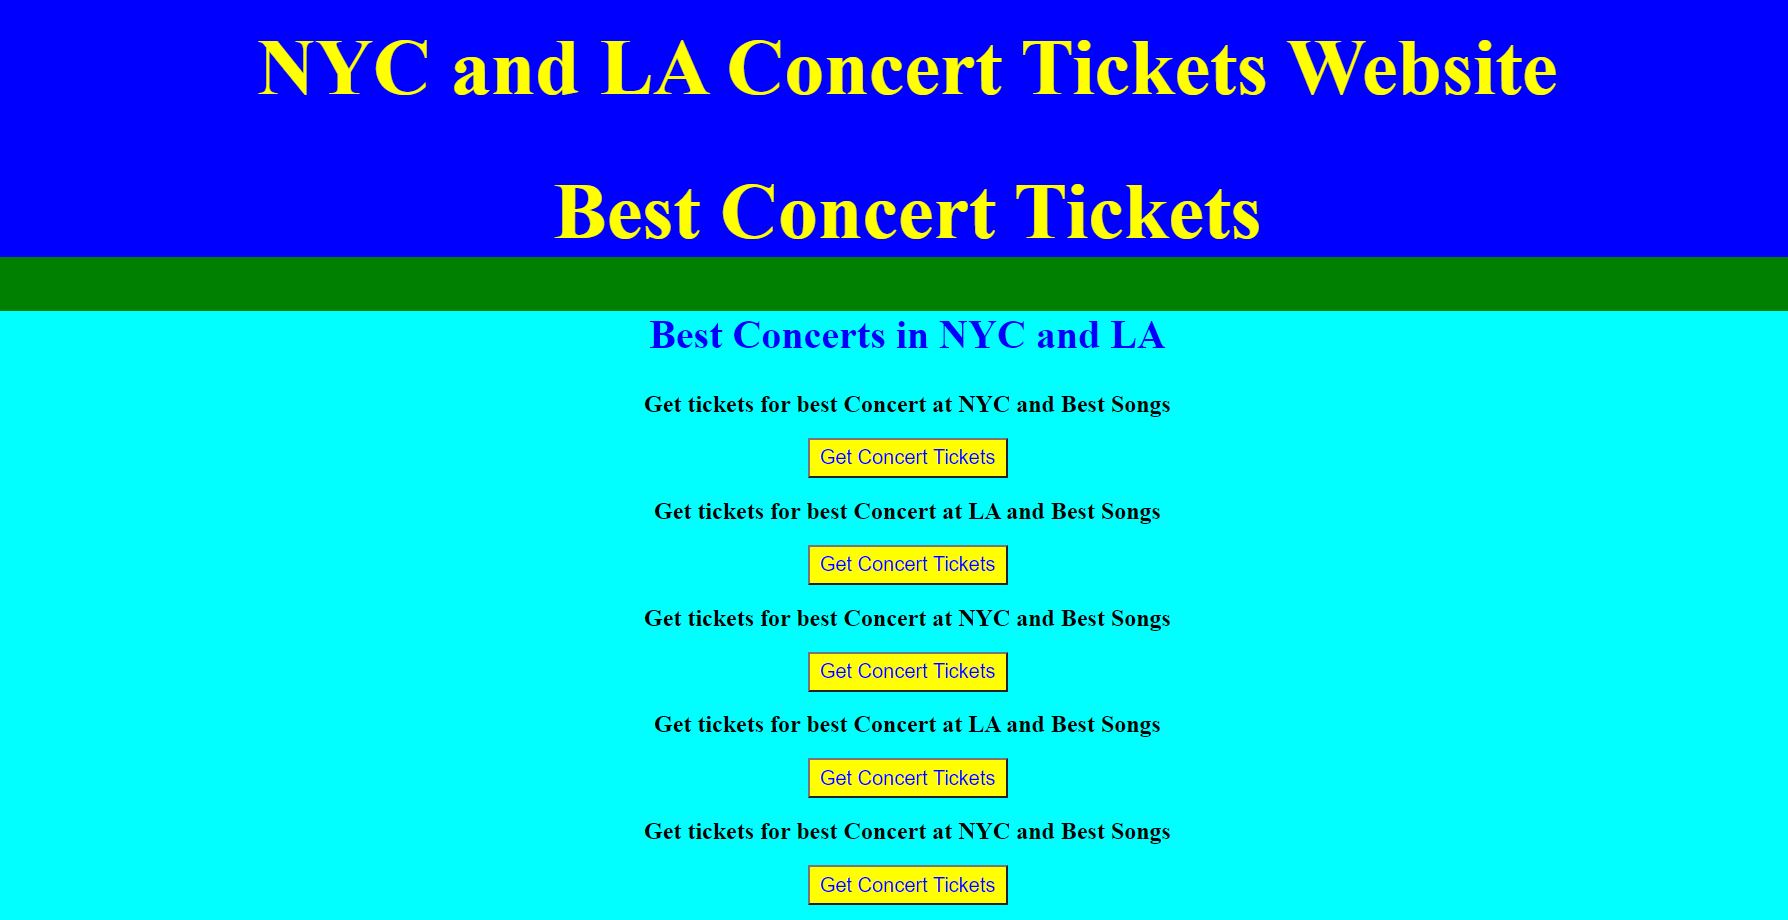 NYC and LA Concert Tickets Website
Best Concert Tickets
Best Concerts in NYC and LA
Get tickets for best Concert at NYC and Best Songs
Get Concert Tickets
Get tickets for best Concert at LA and Best Songs
Get Concert Tickets
Get tickets for best Concert at NYC and Best Songs
Get Concert Tickets
Get tickets for best Concert at LA and Best Songs
Get Concert Tickets
Get tickets for best Concert at NYC and Best Songs
Get Concert Tickets